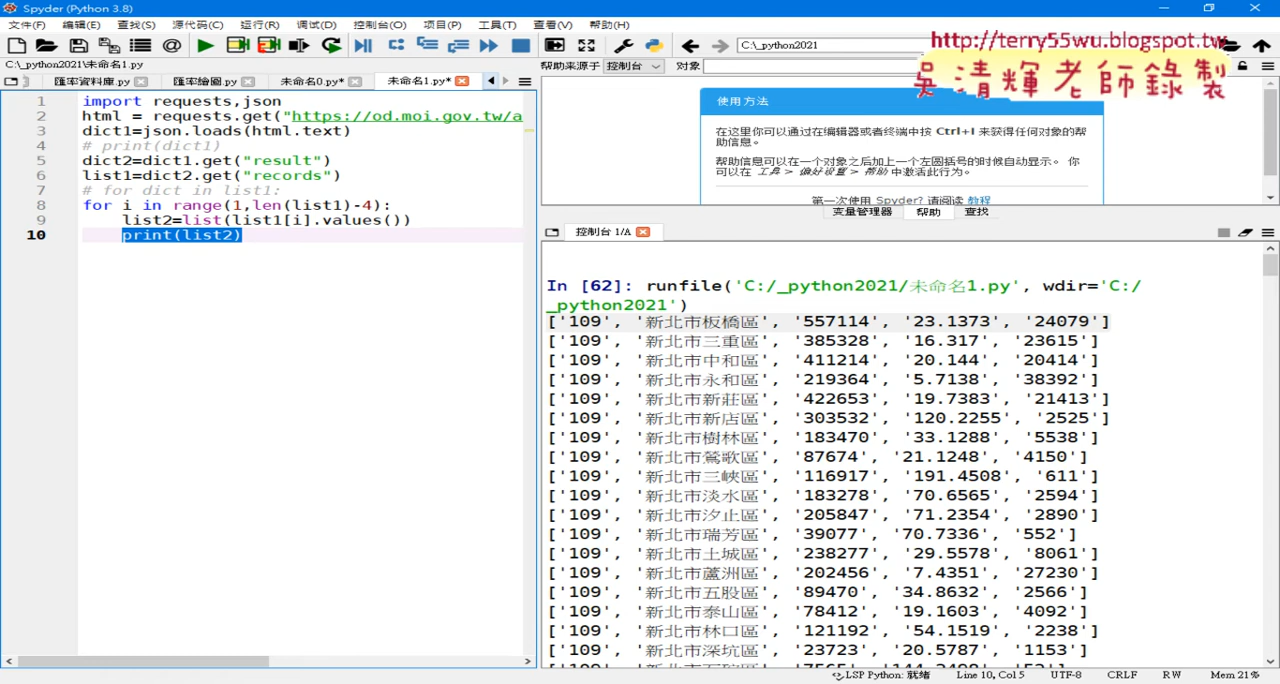 Spyder (Python 3.8)
文件(F) 编辑(E) 查找(S) 源代码(C) 运行(R) 调试(D) 控制台(O) 项目(P) 工具(T) 查看(V) 帮助(H)
C:\_python2021
http://terry55wu.blogspot.tw
吳清輝老師錄製
C:\_python2021\未命名1.py
帮助来源于 控制台 对象
匯率資料庫.py 匯率繪圖.py 未命名0.py* 未命名1.py*
1 import requests,json
2 html = requests.get("https://od.moi.gov.tw/a
3 dict1=json.loads(html.text)
4 # print(dict1)
5 dict2=dict1.get("result")
6 list1=dict2.get("records")
7 # for dict in list1:
8 for i in range(1,len(list1)-4):
9 list2=list(list1[i].values())
10 print(list2)
使用方法
在这里你可以通过在编辑器或者终端中按 Ctrl+I 来获得任何对象的帮
助信息。
帮助信息可以在一个对象之后加上一个左圆括号的时候自动显示。 你
可以在 工具 > 偏好设置 > 帮助 中激活此行为。
第一次使用 Spyder? 请阅读 教程
变量管理器 帮助 查找
控制台 1/A
In [62]: runfile('C:/_python2021/未命名1.py', wdir='C:/
_python2021')
['109', '新北市板橋區', '557114', '23.1373', '24079']
['109', '新北市三重區', '385328', '16.317', '23615']
['109', '新北市中和區', '411214', '20.144', '20414']
['109', '新北市永和區', '219364', '5.7138', '38392']
['109', '新北市新莊區', '422653', '19.7383', '21413']
['109', '新北市新店區', '303532', '120.2255', '2525']
['109', '新北市樹林區', '183470', '33.1288', '5538']
['109', '新北市鶯歌區', '87674', '21.1248', '4150']
['109', '新北市三峽區', '116917', '191.4508', '611']
['109', '新北市淡水區', '183278', '70.6565', '2594']
['109', '新北市汐止區', '205847', '71.2354', '2890']
['109', '新北市瑞芳區', '39077', '70.7336', '552']
['109', '新北市土城區', '238277', '29.5578', '8061']
['109', '新北市蘆洲區', '202456', '7.4351', '27230']
['109', '新北市五股區', '89470', '34.8632', '2566']
['109', '新北市泰山區', '78412', '19.1603', '4092']
['109', '新北市林口區', '121192', '54.1519', '2238']
['109', '新北市深坑區', '23723', '20.5787', '1153']
LSP Python: 就绪 Line 10, Col 5 UTF-8 CRLF RW Mem 21%